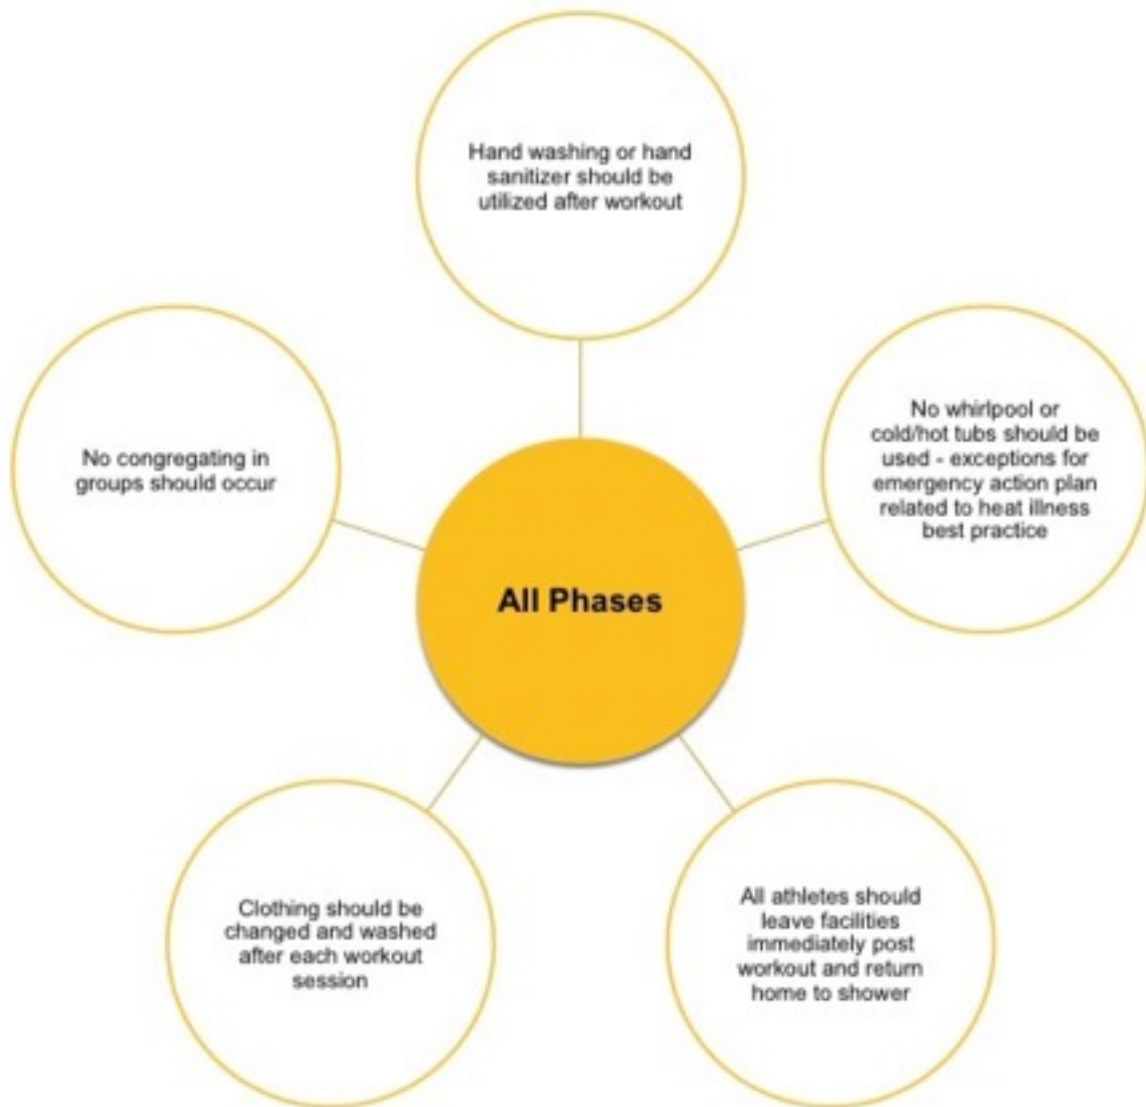 Hand washing or hand
sanitizer should be
utilized after workout
No congregating in
groups should occur
No whirlpool or
cold/hot tubs should be
used - exceptions for
emergency action plan
related to heat illness
best practice
All Phases
Clothing should be
changed and washed
after each workout
session
All athletes should
leave facilities
immediately post
workout and return
home to shower